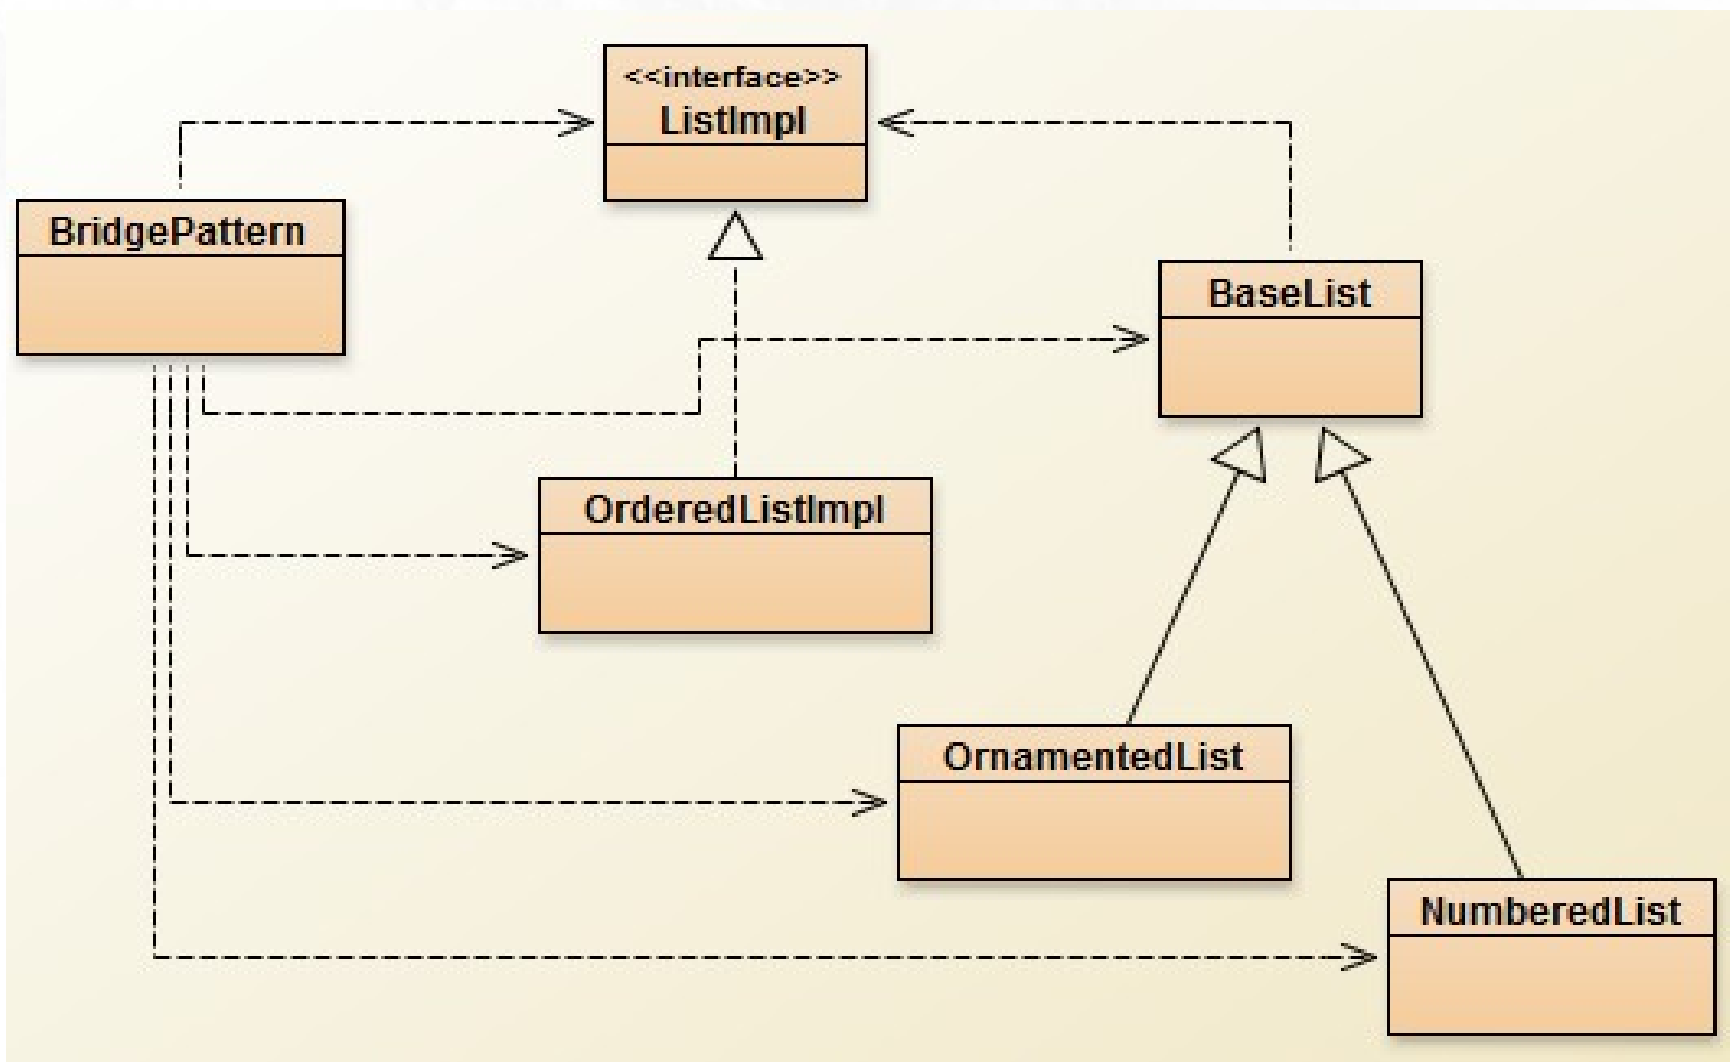 <<interface>>
ListImpl
BridgePattern
BaseList
OrderedListImpl
OrnamentedList
NumberedList